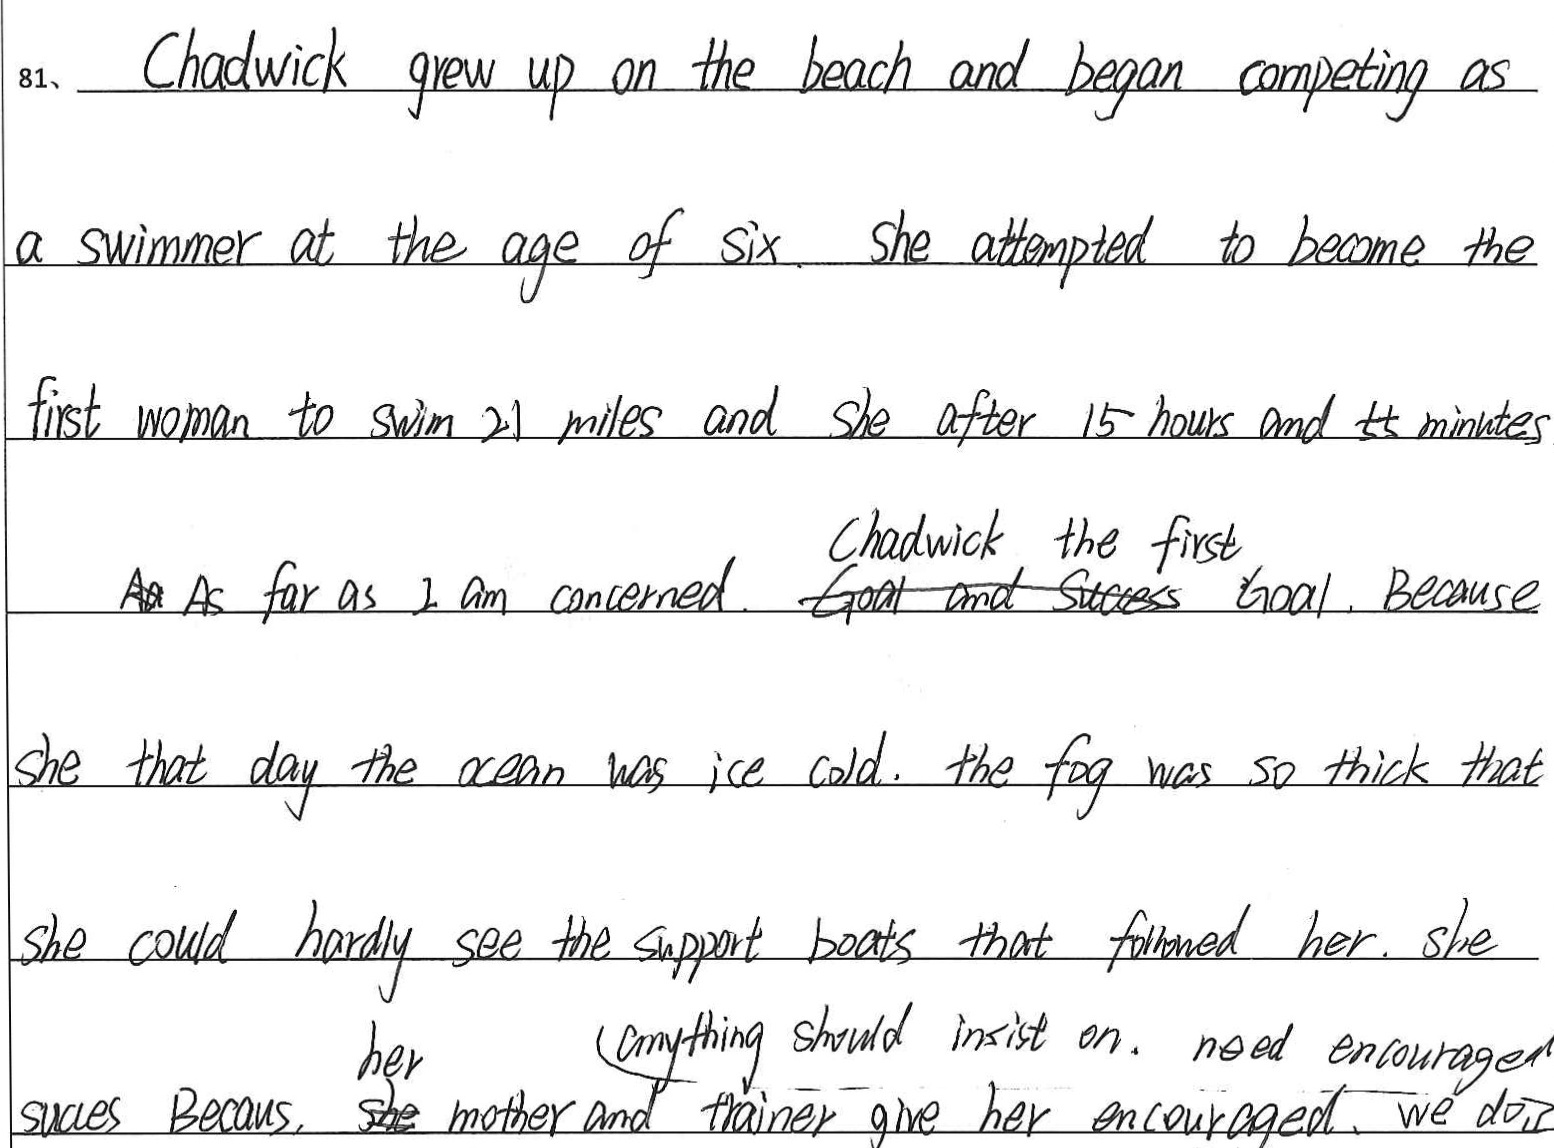 81、 Chadwick grew up on the beach and began competing as
a swimmer at the age of six. She attempted to become the
first woman to swim 21 miles and she after 15 hours and minutes
As far as I am concerned. Chadwick the first Goal. Because
she that day the ocean was ice cold. the fog was so thick that
she could hardly see the support boats that followed her. she
anything should insist on. need encouraged
succes Becaus, her mother and trainer give her encouraged. we do